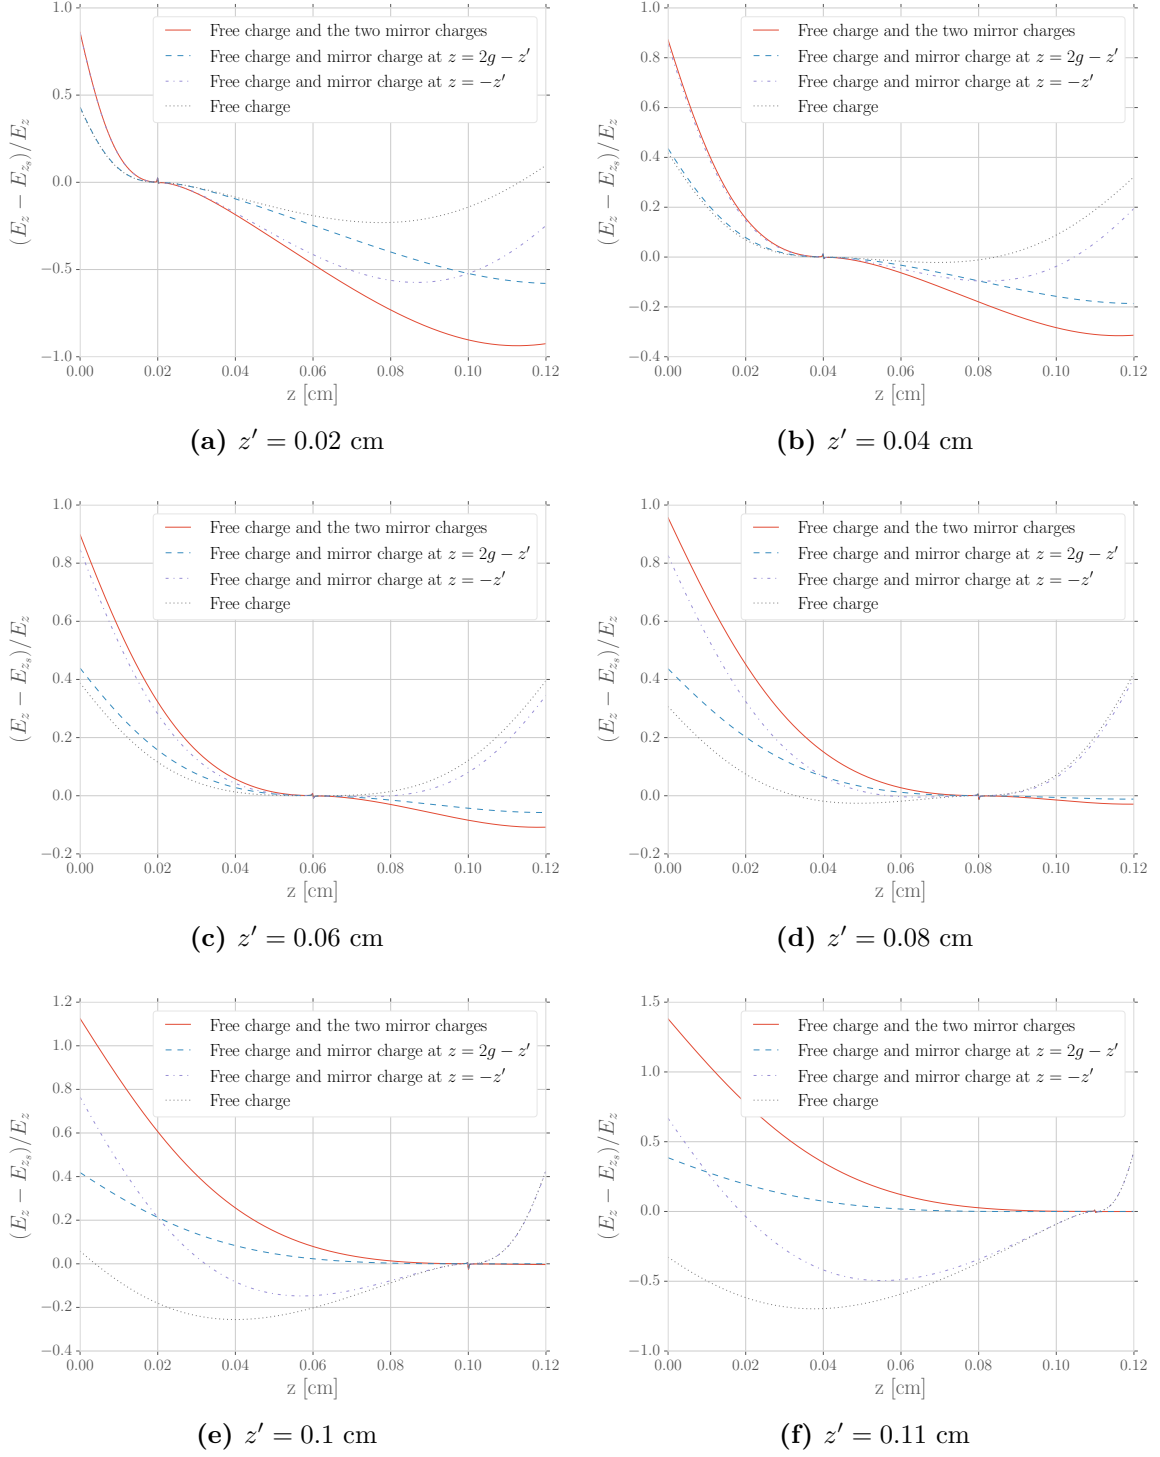 1.0
0.5
0.0
−0.5
−1.0
(E_z − E_{z_s})/E_z
Free charge and the two mirror charges
Free charge and mirror charge at z = 2g − z′
Free charge and mirror charge at z = −z′
Free charge
0.00 0.02 0.04 0.06 0.08 0.10 0.12
z [cm]
(a) z′ = 0.02 cm
1.0
0.8
0.6
0.4
0.2
0.0
−0.2
−0.4
(E_z − E_{z_s})/E_z
Free charge and the two mirror charges
Free charge and mirror charge at z = 2g − z′
Free charge and mirror charge at z = −z′
Free charge
0.00 0.02 0.04 0.06 0.08 0.10 0.12
z [cm]
(b) z′ = 0.04 cm
1.0
0.8
0.6
0.4
0.2
0.0
−0.2
(E_z − E_{z_s})/E_z
Free charge and the two mirror charges
Free charge and mirror charge at z = 2g − z′
Free charge and mirror charge at z = −z′
Free charge
0.00 0.02 0.04 0.06 0.08 0.10 0.12
z [cm]
(c) z′ = 0.06 cm
1.0
0.8
0.6
0.4
0.2
0.0
−0.2
(E_z − E_{z_s})/E_z
Free charge and the two mirror charges
Free charge and mirror charge at z = 2g − z′
Free charge and mirror charge at z = −z′
Free charge
0.00 0.02 0.04 0.06 0.08 0.10 0.12
z [cm]
(d) z′ = 0.08 cm
1.2
1.0
0.8
0.6
0.4
0.2
0.0
−0.2
−0.4
(E_z − E_{z_s})/E_z
Free charge and the two mirror charges
Free charge and mirror charge at z = 2g − z′
Free charge and mirror charge at z = −z′
Free charge
0.00 0.02 0.04 0.06 0.08 0.10 0.12
z [cm]
(e) z′ = 0.1 cm
1.5
1.0
0.5
0.0
−0.5
−1.0
(E_z − E_{z_s})/E_z
Free charge and the two mirror charges
Free charge and mirror charge at z = 2g − z′
Free charge and mirror charge at z = −z′
Free charge
0.00 0.02 0.04 0.06 0.08 0.10 0.12
z [cm]
(f) z′ = 0.11 cm